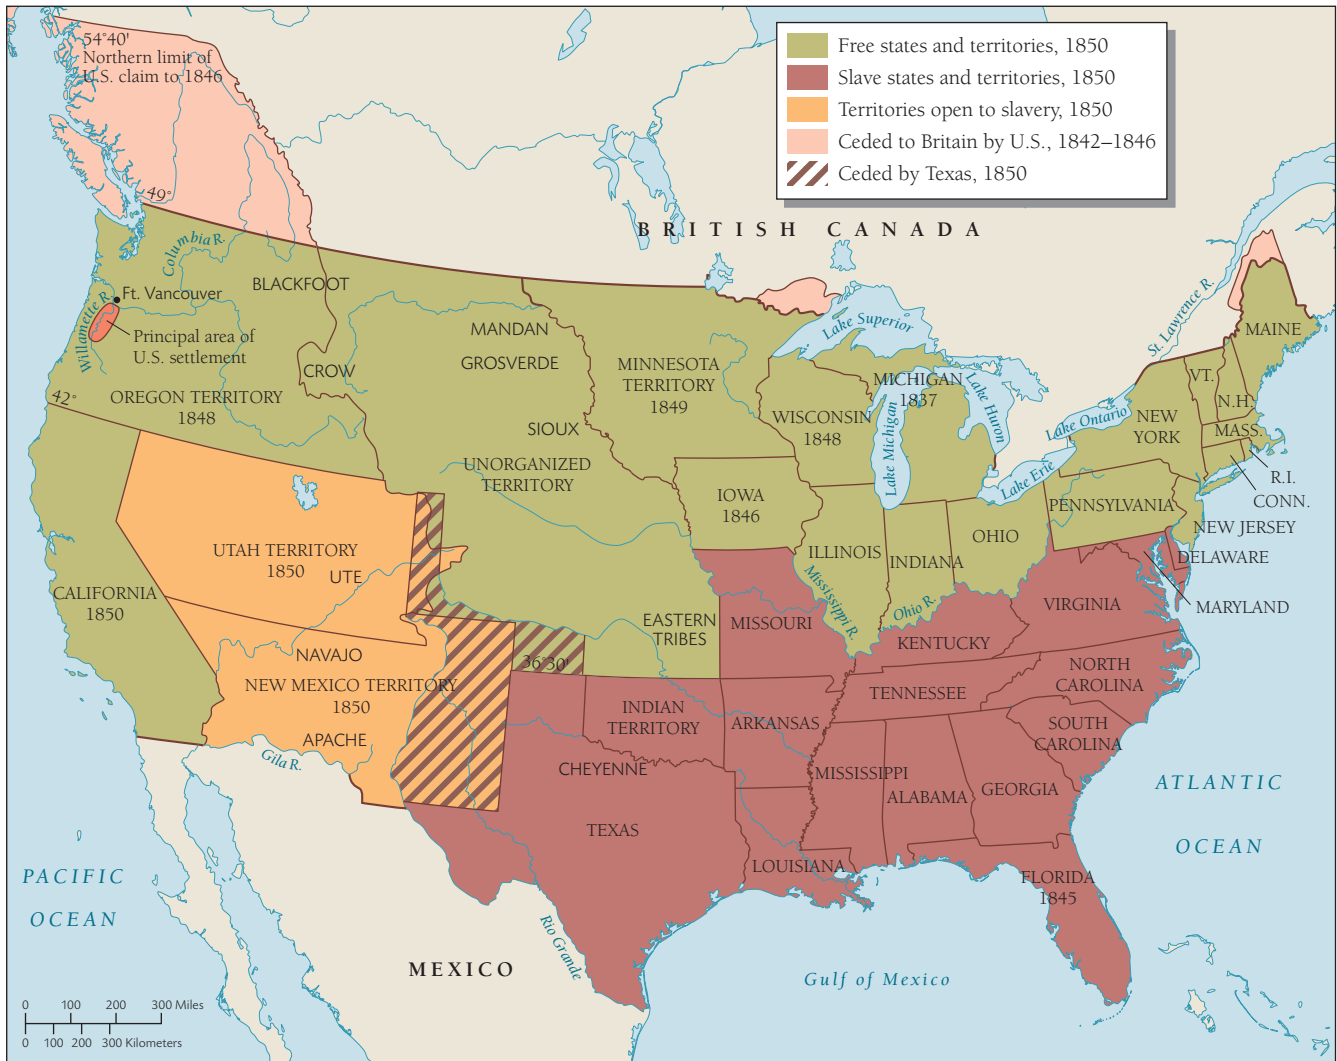 54°40'
Northern limit of
U.S. claim to 1846
Free states and territories, 1850
Slave states and territories, 1850
Territories open to slavery, 1850
Ceded to Britain by U.S., 1842–1846
Ceded by Texas, 1850
49°
BRITISH CANADA
Columbia R.
BLACKFOOT
Ft. Vancouver
Willamette R.
Principal area of
U.S. settlement
CROW
42°
OREGON TERRITORY
1848
MANDAN
GROSVERDE
SIOUX
UNORGANIZED
TERRITORY
MINNESOTA
TERRITORY
1849
Lake Superior
WISCONSIN
1848
MICHIGAN
1837
Lake Michigan
Lake Huron
Lake Erie
Lake Ontario
St. Lawrence R.
MAINE
VT.
N.H.
NEW
YORK
MASS.
R.I.
CONN.
PENNSYLVANIA
NEW JERSEY
DELAWARE
MARYLAND
IOWA
1846
ILLINOIS
INDIANA
OHIO
Mississippi R.
Ohio R.
UTAH TERRITORY
1850
UTE
CALIFORNIA
1850
NAVAJO
NEW MEXICO TERRITORY
1850
APACHE
Gila R.
36°30'
EASTERN
TRIBES
MISSOURI
KENTUCKY
VIRGINIA
NORTH
CAROLINA
TENNESSEE
SOUTH
CAROLINA
INDIAN
TERRITORY
ARKANSAS
CHEYENNE
TEXAS
MISSISSIPPI
ALABAMA
GEORGIA
LOUISIANA
FLORIDA
1845
ATLANTIC
OCEAN
PACIFIC
OCEAN
MEXICO
Rio Grande
Gulf of Mexico
0 100 200 300 Miles
0 100 200 300 Kilometers